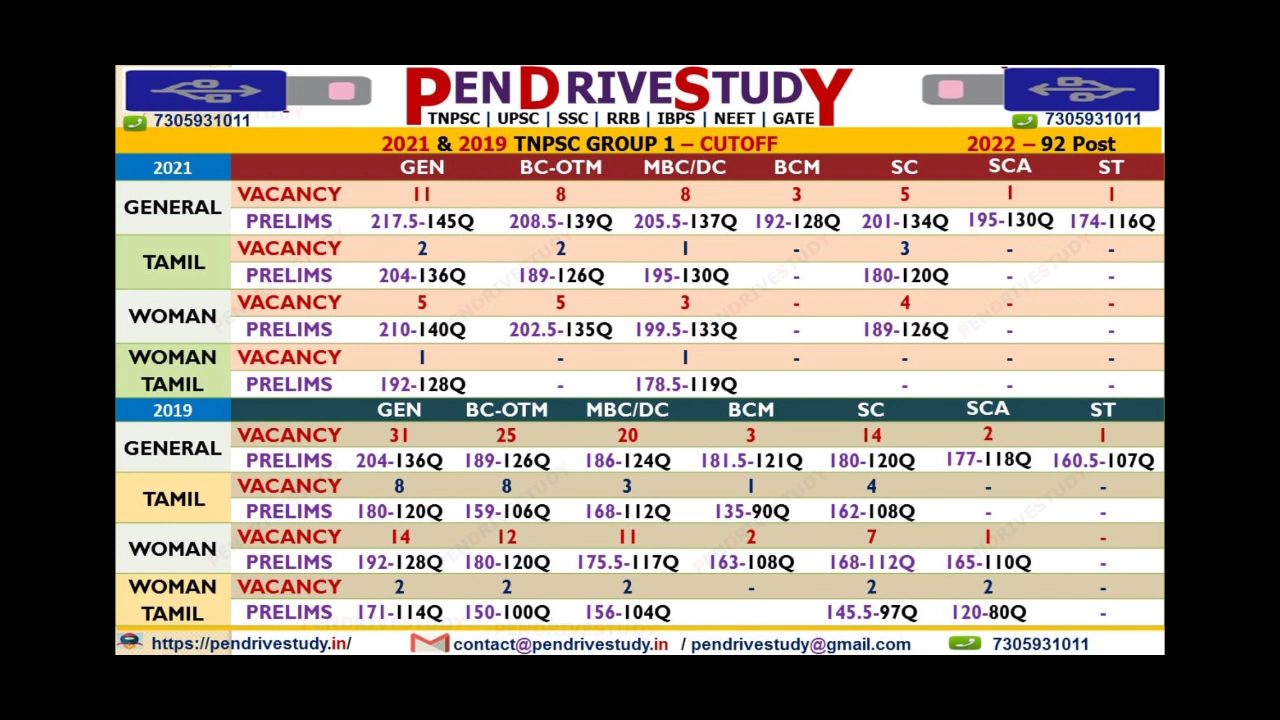 PENDRIVESTUDY
TNPSC | UPSC | SSC | RRB | IBPS | NEET | GATE
7305931011 7305931011
2021 & 2019 TNPSC GROUP 1 – CUTOFF 2022 – 92 Post
2021 GEN BC-OTM MBC/DC BCM SC SCA ST
GENERAL VACANCY 11 8 8 3 5 1 1
PRELIMS 217.5-145Q 208.5-139Q 205.5-137Q 192-128Q 201-134Q 195-130Q 174-116Q
TAMIL VACANCY 2 2 1 - 3 - -
PRELIMS 204-136Q 189-126Q 195-130Q - 180-120Q - -
WOMAN VACANCY 5 5 3 - 4 - -
PRELIMS 210-140Q 202.5-135Q 199.5-133Q - 189-126Q - -
WOMAN VACANCY 1 - 1 - - - -
TAMIL PRELIMS 192-128Q - 178.5-119Q - - -
2019 GEN BC-OTM MBC/DC BCM SC SCA ST
GENERAL VACANCY 31 25 20 3 14 2 1
PRELIMS 204-136Q 189-126Q 186-124Q 181.5-121Q 180-120Q 177-118Q 160.5-107Q
TAMIL VACANCY 8 8 3 1 4 - -
PRELIMS 180-120Q 159-106Q 168-112Q 135-90Q 162-108Q - -
WOMAN VACANCY 14 12 11 2 7 1 -
PRELIMS 192-128Q 180-120Q 175.5-117Q 163-108Q 168-112Q 165-110Q -
WOMAN VACANCY 2 2 2 - 2 2 -
TAMIL PRELIMS 171-114Q 150-100Q 156-104Q 145.5-97Q 120-80Q -
https://pendrivestudy.in/ contact@pendrivestudy.in / pendrivestudy@gmail.com 7305931011